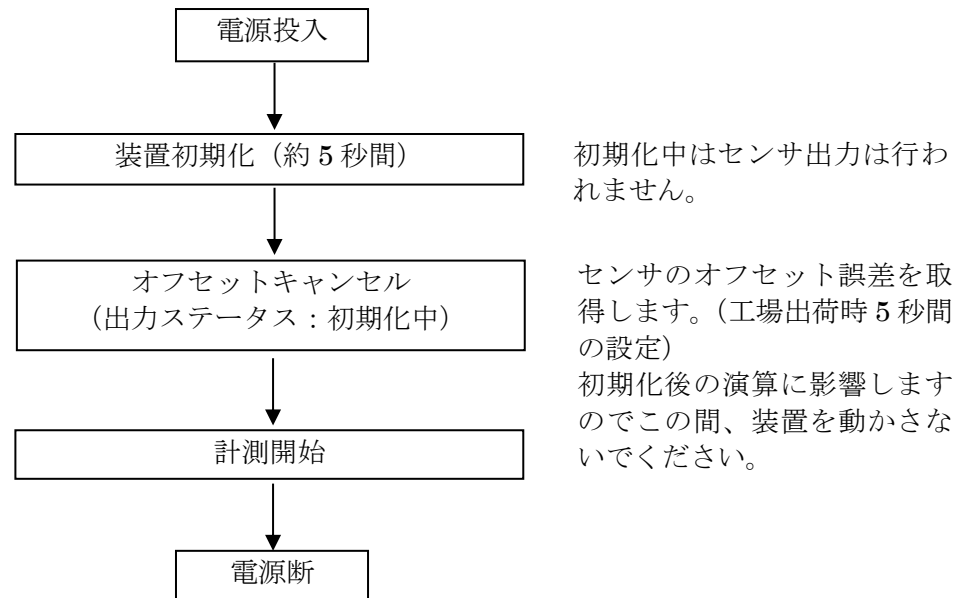 電源投入
装置初期化（約 5 秒間）
初期化中はセンサ出力は行わ
れません。
オフセットキャンセル
（出力ステータス：初期化中）
センサのオフセット誤差を取
得します。（工場出荷時 5 秒間
の設定）
初期化後の演算に影響します
のでこの間、装置を動かさな
いでください。
計測開始
電源断